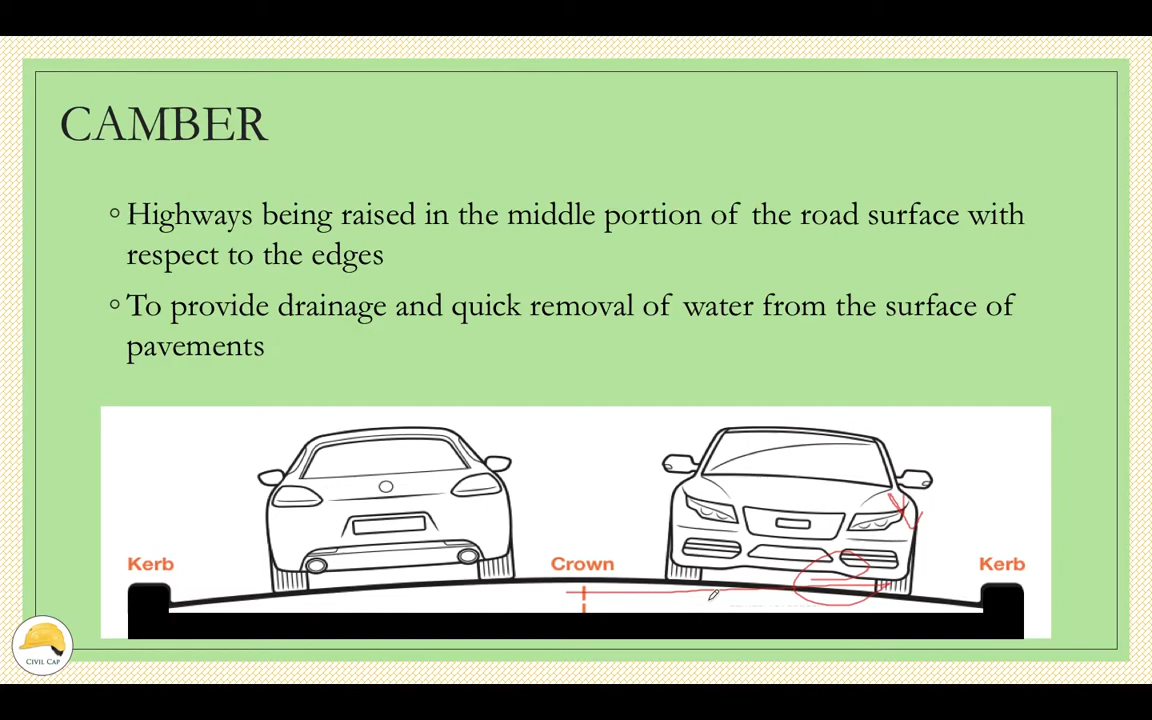 CAMBER
◦ Highways being raised in the middle portion of the road surface with
respect to the edges
◦ To provide drainage and quick removal of water from the surface of
pavements
Kerb
Crown
Kerb
CIVIL CAP